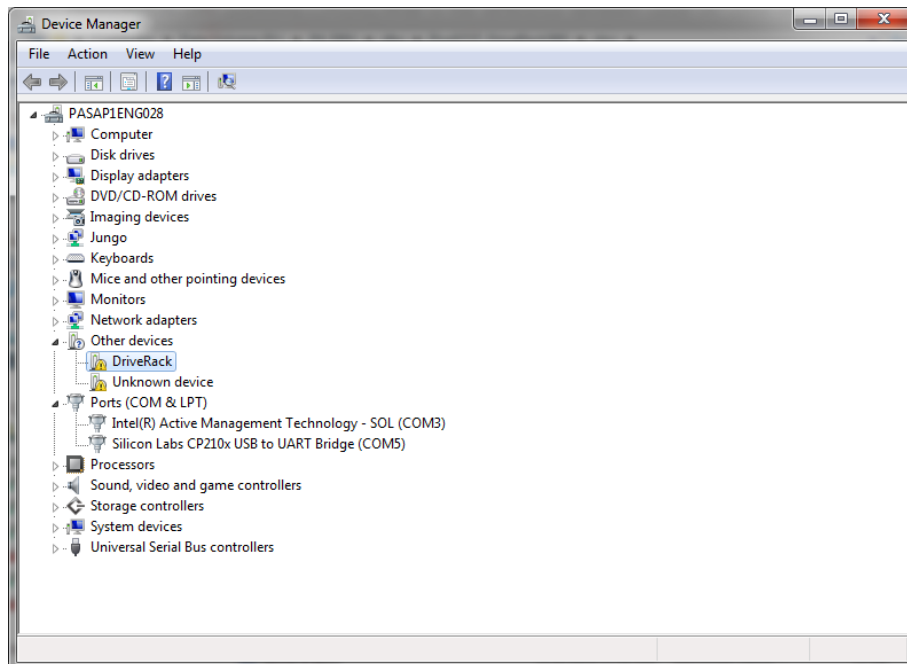 Device Manager
File Action View Help
PASAP1ENG028
Computer
Disk drives
Display adapters
DVD/CD-ROM drives
Imaging devices
Jungo
Keyboards
Mice and other pointing devices
Monitors
Network adapters
Other devices
DriveRack
Unknown device
Ports (COM & LPT)
Intel(R) Active Management Technology - SOL (COM3)
Silicon Labs CP210x USB to UART Bridge (COM5)
Processors
Sound, video and game controllers
Storage controllers
System devices
Universal Serial Bus controllers